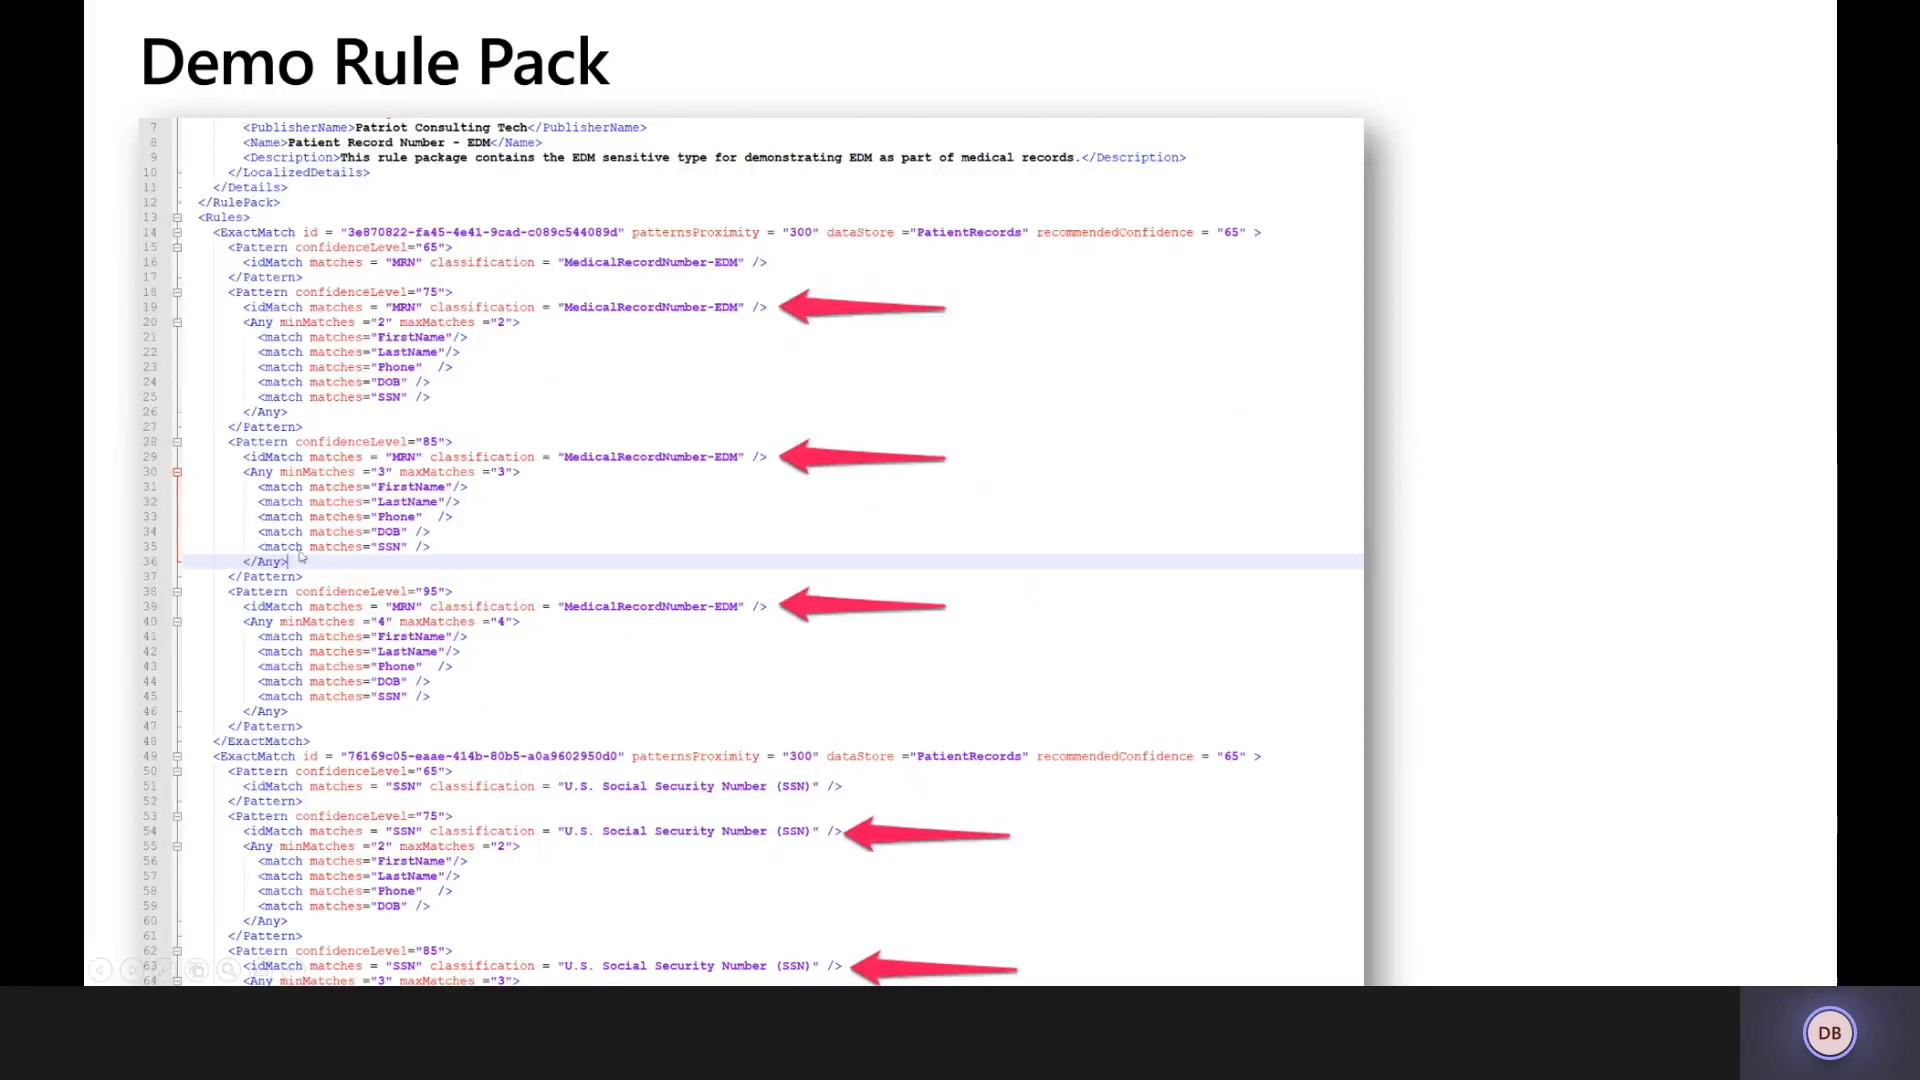 Demo Rule Pack
7 <PublisherName>Patriot Consulting Tech</PublisherName>
8 <Name>Patient Record Number - EDM</Name>
9 <Description>This rule package contains the EDM sensitive type for demonstrating EDM as part of medical records.</Description>
10 </LocalizedDetails>
11 </Details>
12 </RulePack>
13 <Rules>
14 <ExactMatch id = "3e870822-fa45-4e41-9cad-c089c544089d" patternsProximity = "300" dataStore ="PatientRecords" recommendedConfidence = "65" >
15 <Pattern confidenceLevel="65">
16 <idMatch matches = "MRN" classification = "MedicalRecordNumber-EDM" />
17 </Pattern>
18 <Pattern confidenceLevel="75">
19 <idMatch matches = "MRN" classification = "MedicalRecordNumber-EDM" />
20 <Any minMatches ="2" maxMatches ="2">
21 <match matches="FirstName"/>
22 <match matches="LastName"/>
23 <match matches="Phone" />
24 <match matches="DOB" />
25 <match matches="SSN" />
26 </Any>
27 </Pattern>
28 <Pattern confidenceLevel="85">
29 <idMatch matches = "MRN" classification = "MedicalRecordNumber-EDM" />
30 <Any minMatches ="3" maxMatches ="3">
31 <match matches="FirstName"/>
32 <match matches="LastName"/>
33 <match matches="Phone" />
34 <match matches="DOB" />
35 <match matches="SSN" />
36 </Any>
37 </Pattern>
38 <Pattern confidenceLevel="95">
39 <idMatch matches = "MRN" classification = "MedicalRecordNumber-EDM" />
40 <Any minMatches ="4" maxMatches ="4">
41 <match matches="FirstName"/>
42 <match matches="LastName"/>
43 <match matches="Phone" />
44 <match matches="DOB" />
45 <match matches="SSN" />
46 </Any>
47 </Pattern>
48 </ExactMatch>
49 <ExactMatch id = "76169c05-eaae-414b-80b5-a0a9602950d0" patternsProximity = "300" dataStore ="PatientRecords" recommendedConfidence = "65" >
50 <Pattern confidenceLevel="65">
51 <idMatch matches = "SSN" classification = "U.S. Social Security Number (SSN)" />
52 </Pattern>
53 <Pattern confidenceLevel="75">
54 <idMatch matches = "SSN" classification = "U.S. Social Security Number (SSN)" />
55 <Any minMatches ="2" maxMatches ="2">
56 <match matches="FirstName"/>
57 <match matches="LastName"/>
58 <match matches="Phone" />
59 <match matches="DOB" />
60 </Any>
61 </Pattern>
62 <Pattern confidenceLevel="85">
63 <idMatch matches = "SSN" classification = "U.S. Social Security Number (SSN)" />
64 <Any minMatches ="3" maxMatches ="3">
DB